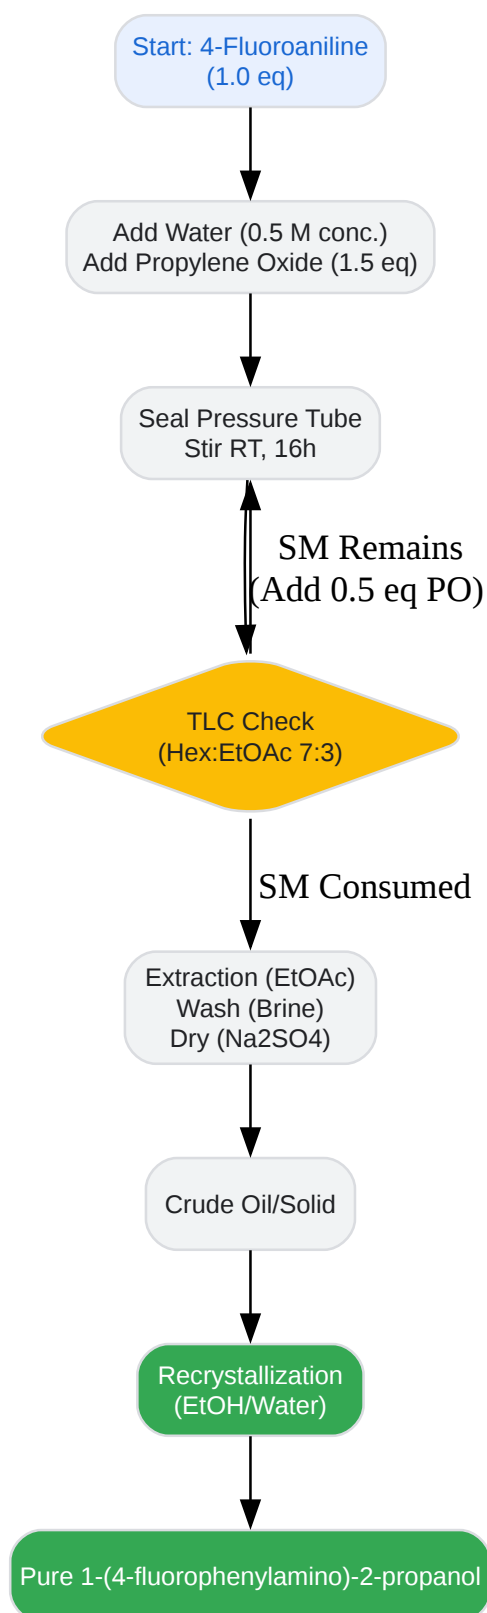 Start: 4-Fluoroaniline
(1.0 eq)
Add Water (0.5 M conc.)
Add Propylene Oxide (1.5 eq)
Seal Pressure Tube
Stir RT, 16h
SM Remains
(Add 0.5 eq PO)
TLC Check
(Hex:EtOAc 7:3)
SM Consumed
Extraction (EtOAc)
Wash (Brine)
Dry (Na2SO4)
Crude Oil/Solid
Recrystallization
(EtOH/Water)
Pure 1-(4-fluorophenylamino)-2-propanol